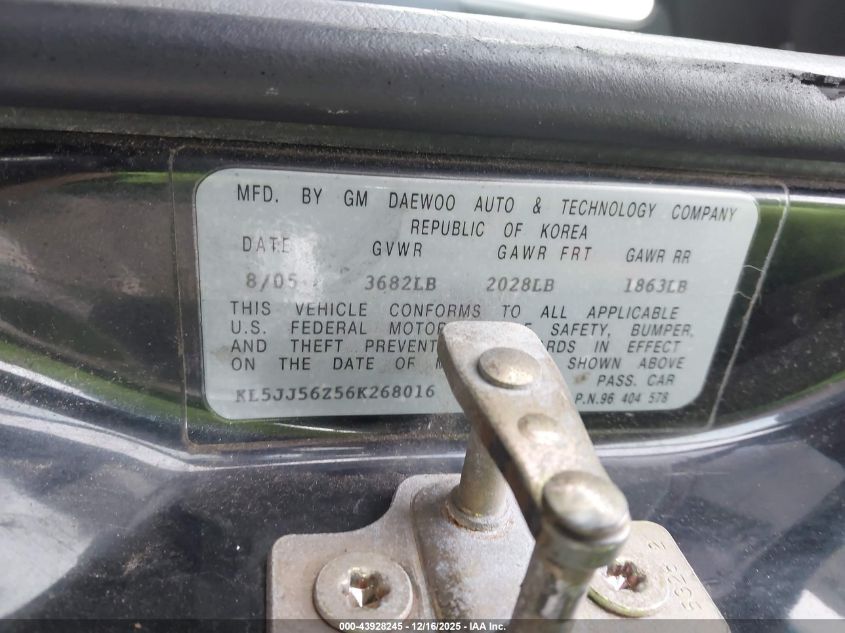 MFD. BY GM DAEWOO AUTO & TECHNOLOGY COMPANY
REPUBLIC OF KOREA
DATE GVWR GAWR FRT GAWR RR
8/05 3682LB 2028LB 1863LB
THIS VEHICLE CONFORMS TO ALL APPLICABLE
U.S. FEDERAL MOTOR SAFETY, BUMPER,
AND THEFT PREVENT IN EFFECT
ON THE DATE OF SHOWN ABOVE
PASS. CAR
KL5JJ56Z56K268016 P.N.96 404 578
000-43928245 - 12/16/2025 - IAA Inc.